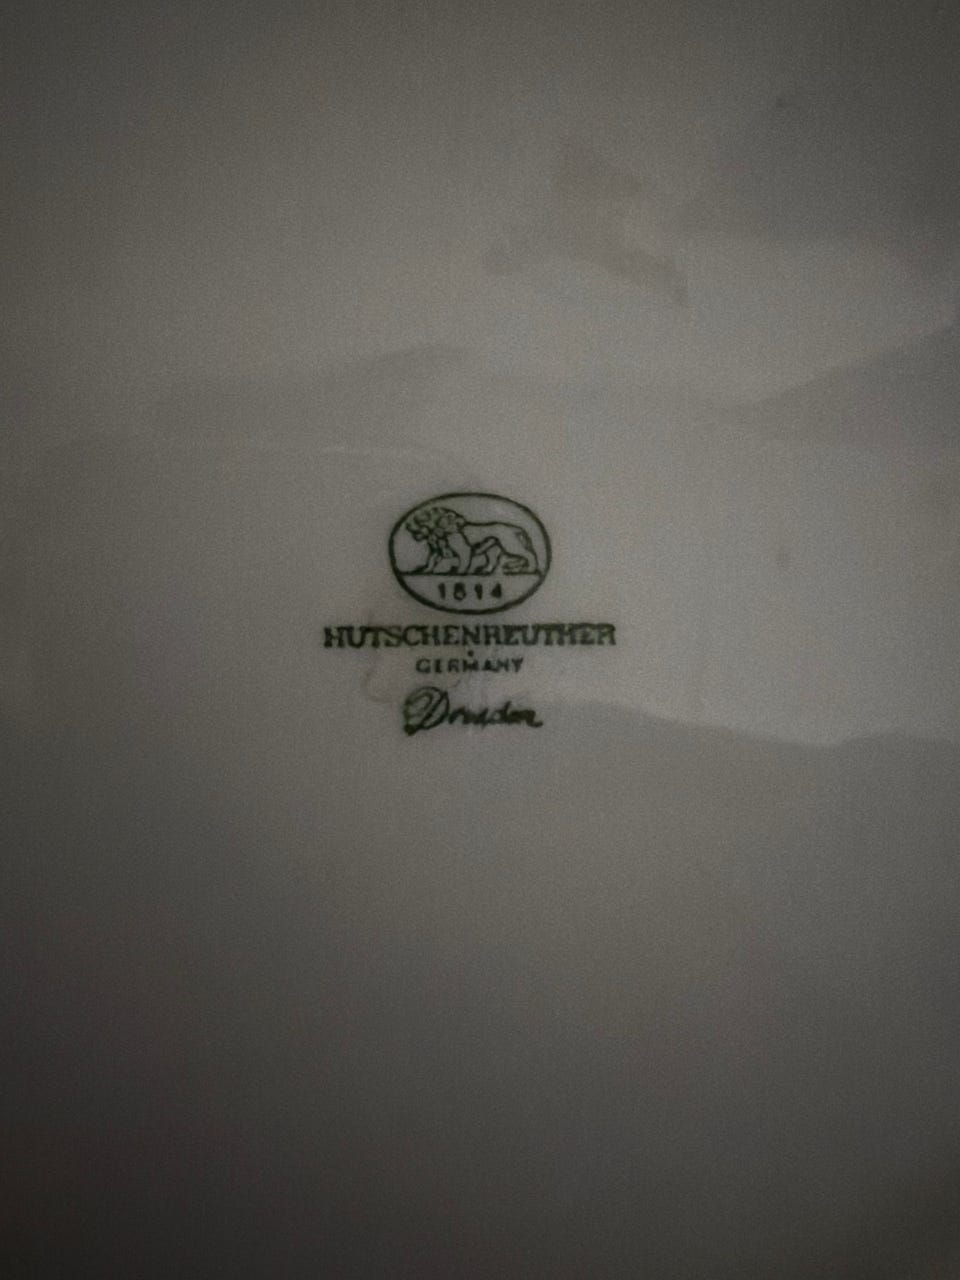 1814
HUTSCHENREUTHER
GERMANY
Dresden